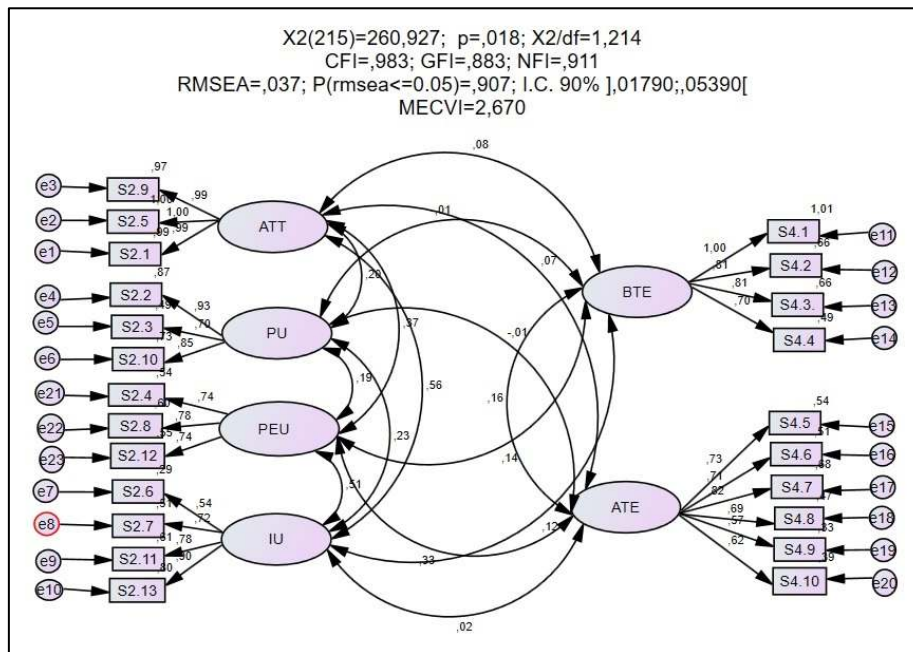 X2(215)=260,927; p=,018; X2/df=1,214
CFI=,983; GFI=,883; NFI=,911
RMSEA=,037; P(rmsea<=0.05)=,907; I.C. 90% ],01790;,05390[
MECVI=2,670
,08
,97
e3 S2.9 ,99
e2 S2.5 1,00
e1 S2.1 ,99
ATT
,01
,07
,20
,87
e4 S2.2 ,93
e5 S2.3 ,70
,73
e6 S2.10 ,85
PU
-,01
,37
,19
,56
,23
e21 S2.4 ,74
e22 S2.8 ,78
e23 S2.12 ,74
PEU
,16
,14
,29
e7 S2.6 ,54
e8 S2.7 ,72
,61
e9 S2.11 ,78
e10 S2.13 ,90
,80
IU
,51
,12
,33
,02
1,01
S4.1 e11
1,00
,66
S4.2 e12
,81
,66
S4.3. e13
,81
,49
S4.4 e14
,70
BTE
,54
S4.5 e15
,73
,51
S4.6 e16
,71
,68
S4.7 e17
,82
S4.8 e18
,69
,33
S4.9 e19
,57
,39
S4.10 e20
,62
ATE